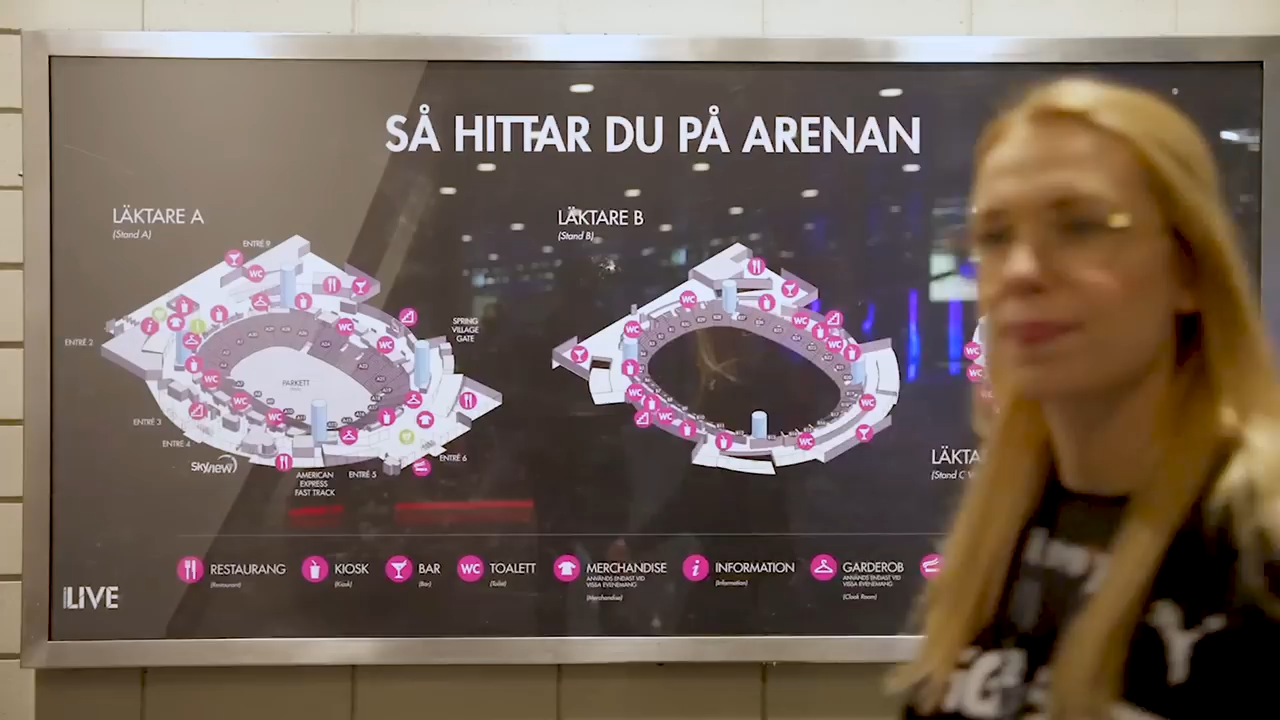 SÅ HITTAR DU PÅ ARENAN
LÄKTARE A
(Stand A)
LÄKTARE B
(Stand B)
ENTRÉ 9
SPRING
VILLAGE
GATE
ENTRÉ 2
PARKETT
ENTRÉ 3
ENTRÉ 4
skyview
AMERICAN
EXPRESS
FAST TRACK
ENTRÉ 5
ENTRÉ 6
LÄKTA
(Stand C
RESTAURANG
(Restaurant)
KIOSK
(Kiosk)
BAR
(Bar)
WC
TOALETT
(Toilet)
MERCHANDISE
ANVÄNDS ENDAST VID
VISSA EVENEMANG
(Merchandise)
INFORMATION
(Information)
GARDEROB
ANVÄNDS ENDAST VID
VISSA EVENEMANG
(Cloak Room)
LIVE